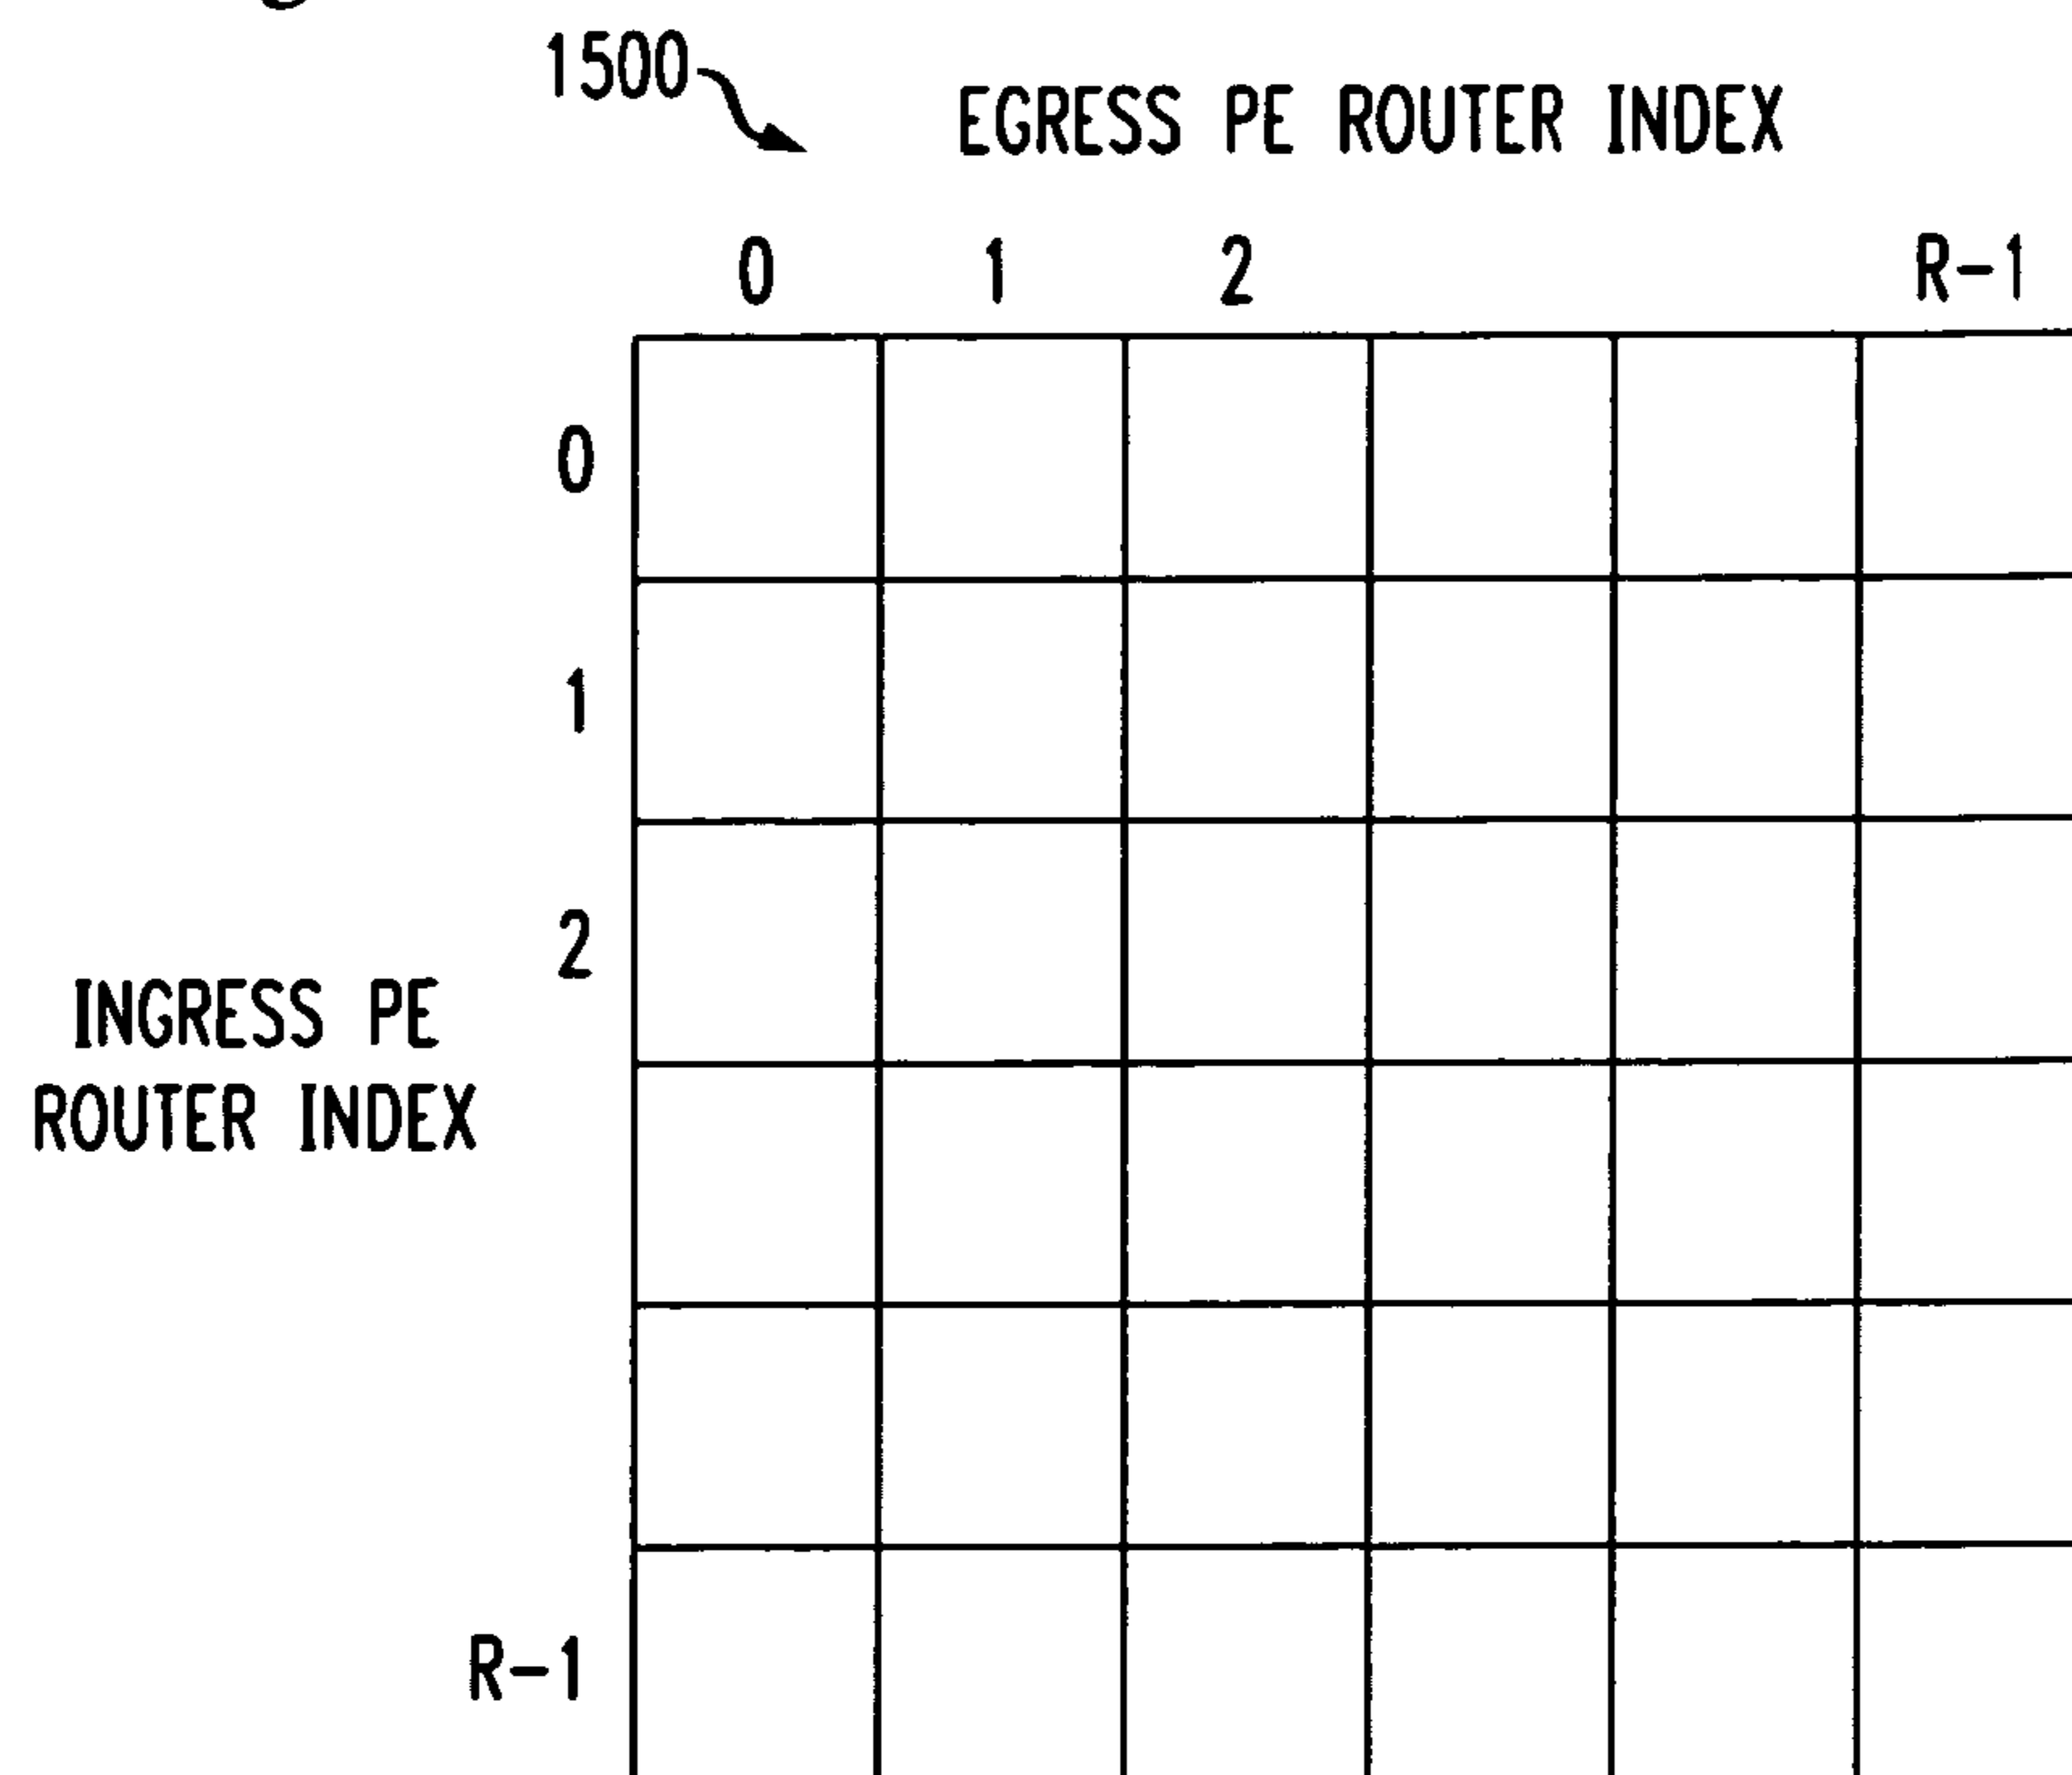 1500
EGRESS PE ROUTER INDEX
0 1 2 R-1
0
1
2
INGRESS PE
ROUTER INDEX
R-1